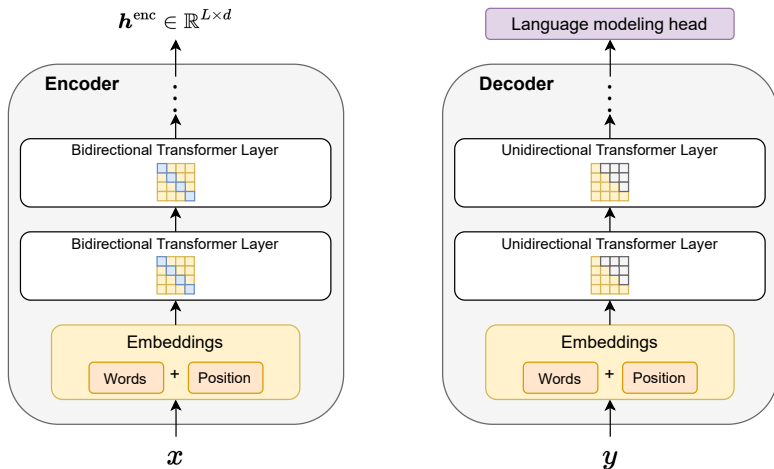 h^enc ∈ ℝ^{L×d}
Encoder
Bidirectional Transformer Layer
Bidirectional Transformer Layer
Embeddings
Words + Position
x
Language modeling head
Decoder
Unidirectional Transformer Layer
Unidirectional Transformer Layer
Embeddings
Words + Position
y